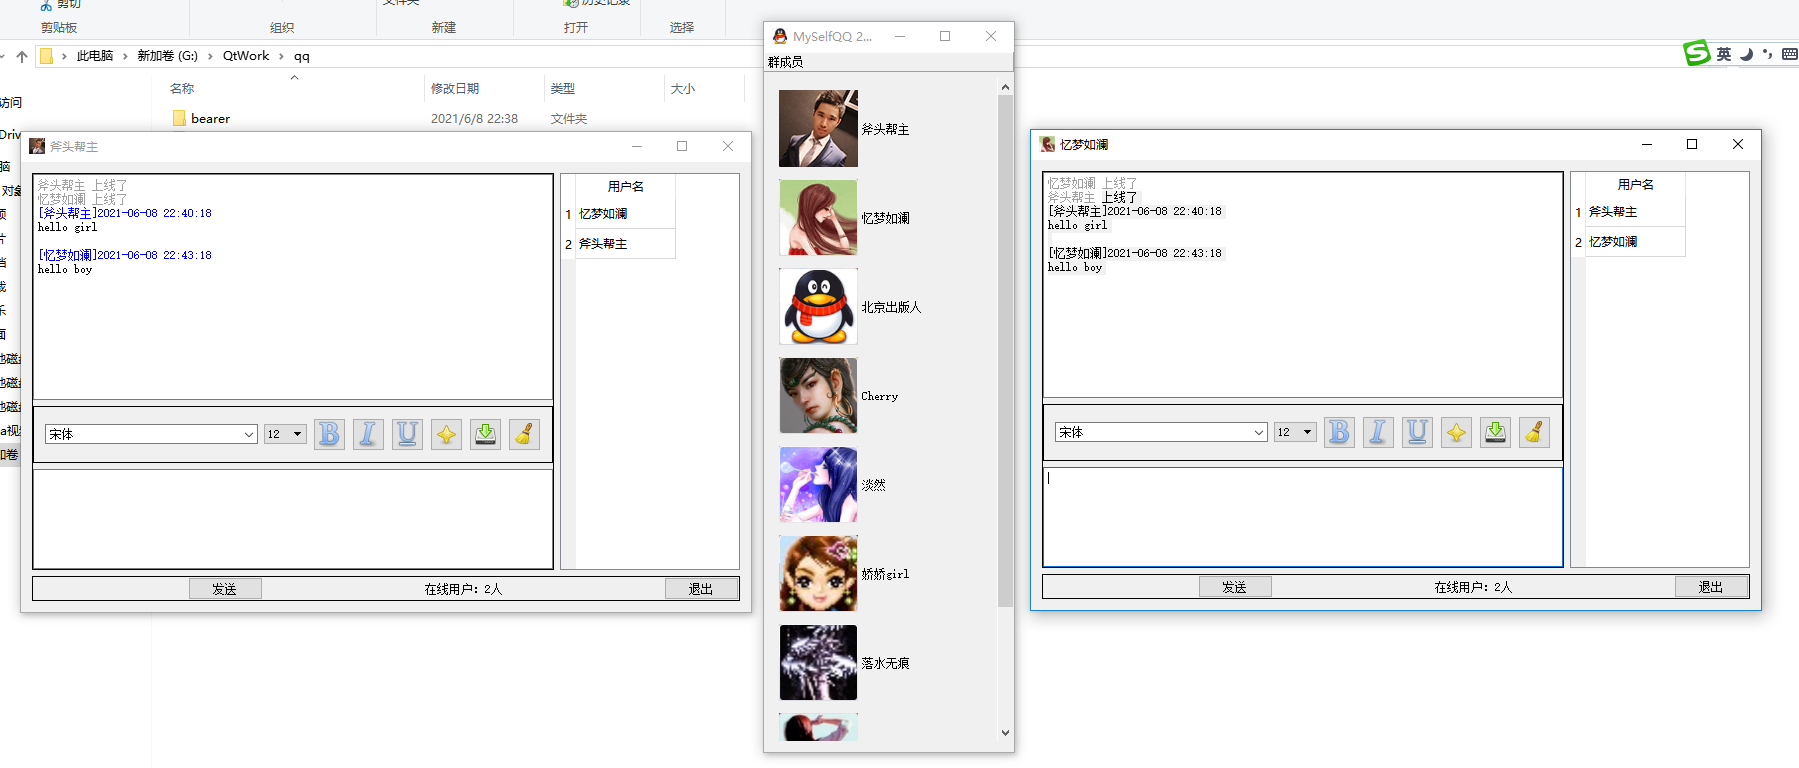 剪切
剪贴板
组织
文件夹
新建
历史记录
打开
选择
此电脑 › 新加卷 (G:) › QtWork › qq
名称
修改日期
类型
大小
bearer
2021/6/8 22:38
文件夹
斧头帮主
斧头帮主 上线了
忆梦如澜 上线了
[斧头帮主]2021-06-08 22:40:18
hello girl
[忆梦如澜]2021-06-08 22:43:18
hello boy
用户名
1 忆梦如澜
2 斧头帮主
宋体
12
B I U
发送
在线用户：2人
退出
MySelfQQ 2...
群成员
斧头帮主
忆梦如澜
北京出版人
Cherry
淡然
娇娇girl
落水无痕
英
忆梦如澜
忆梦如澜 上线了
斧头帮主 上线了
[斧头帮主]2021-06-08 22:40:18
hello girl
[忆梦如澜]2021-06-08 22:43:18
hello boy
用户名
1 斧头帮主
2 忆梦如澜
宋体
12
B I U
发送
在线用户：2人
退出